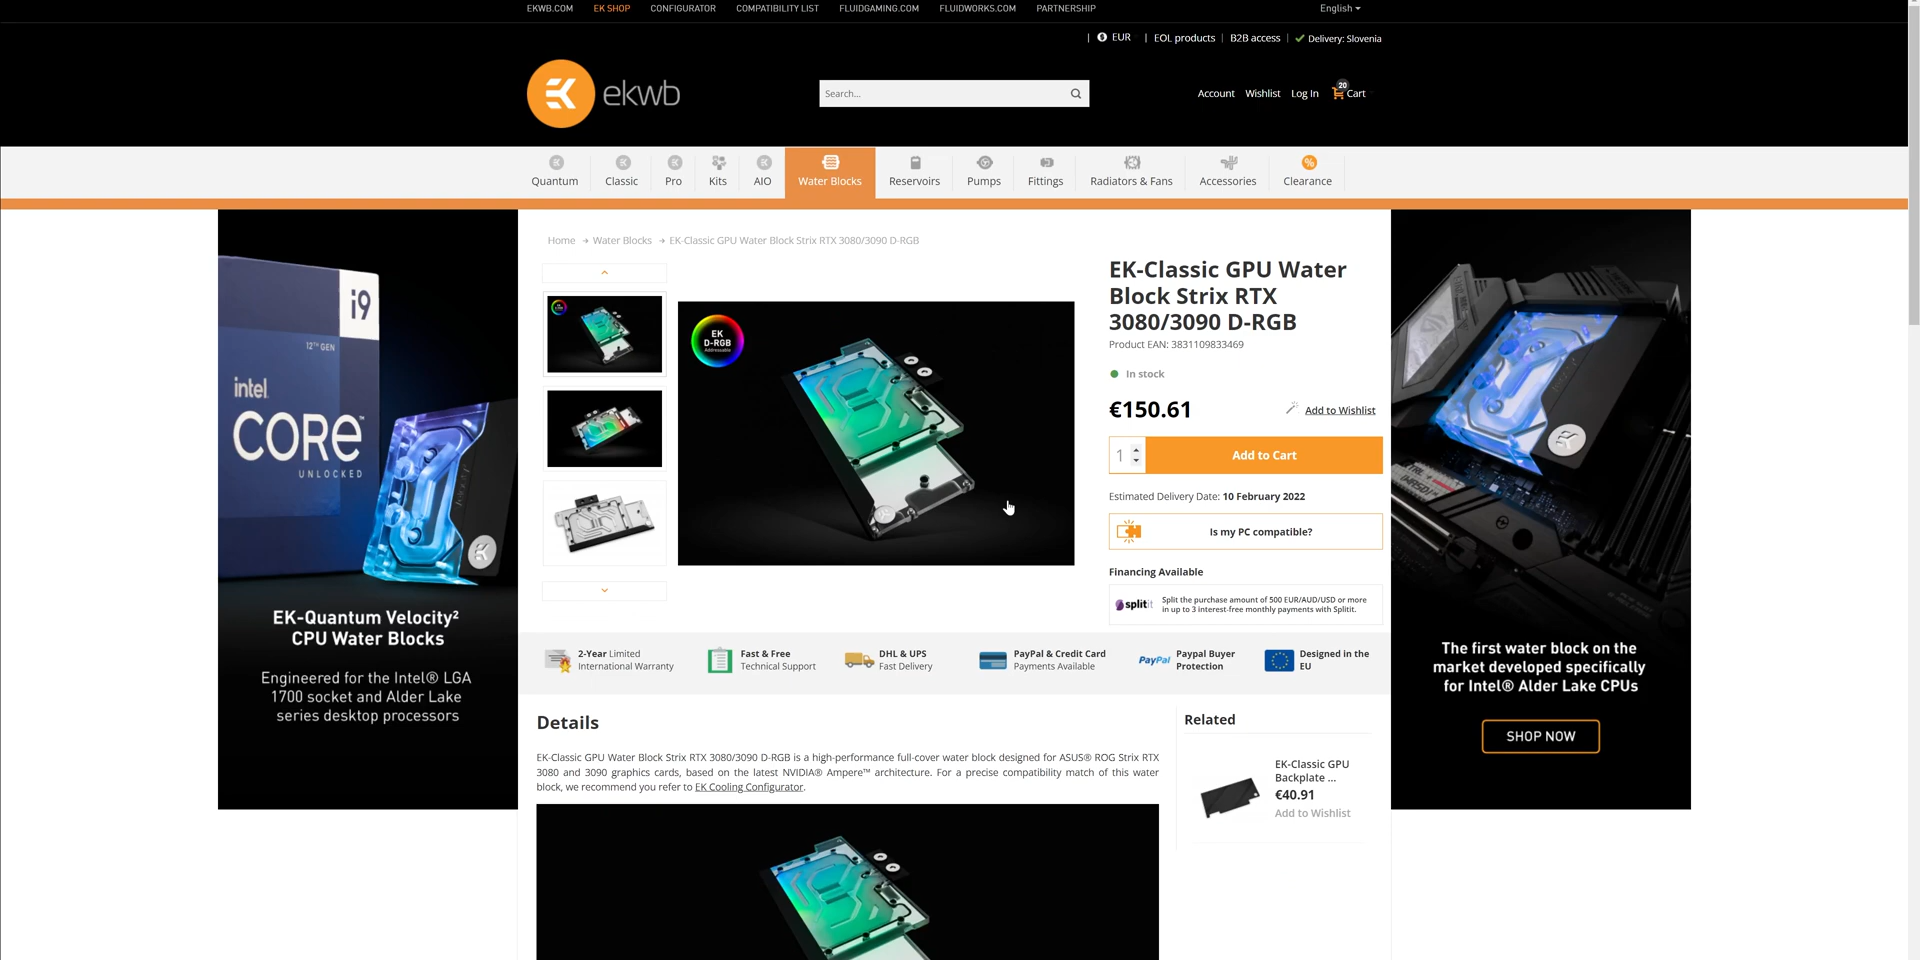 EKWB.COM EK SHOP CONFIGURATOR COMPATIBILITY LIST FLUIDGAMING.COM FLUIDWORKS.COM PARTNERSHIP English
EUR | EOL products | B2B access | Delivery: Slovenia
ekwb
Search...
Account Wishlist Log In 20 Cart
Quantum Classic Pro Kits AIO Water Blocks Reservoirs Pumps Fittings Radiators & Fans Accessories Clearance
Home → Water Blocks → EK-Classic GPU Water Block Strix RTX 3080/3090 D-RGB
EK
D-RGB
Addressable
EK-Classic GPU Water
Block Strix RTX
3080/3090 D-RGB
Product EAN: 3831109833469
In stock
€150.61
Add to Wishlist
1
Add to Cart
Estimated Delivery Date: 10 February 2022
Is my PC compatible?
Financing Available
splitit
Split the purchase amount of 500 EUR/AUD/USD or more
in up to 3 interest-free monthly payments with Splitit.
2-Year Limited
International Warranty
Fast & Free
Technical Support
DHL & UPS
Fast Delivery
PayPal & Credit Card
Payments Available
PayPal
Paypal Buyer
Protection
Designed in the
EU
Details
EK-Classic GPU Water Block Strix RTX 3080/3090 D-RGB is a high-performance full-cover water block designed for ASUS® ROG Strix RTX
3080 and 3090 graphics cards, based on the latest NVIDIA® Ampere™ architecture. For a precise compatibility match of this water
block, we recommend you refer to EK Cooling Configurator.
Related
EK-Classic GPU
Backplate ...
€40.91
Add to Wishlist
i9
12TH GEN
intel
CORE™
UNLOCKED
EK-Quantum Velocity²
CPU Water Blocks
Engineered for the Intel® LGA
1700 socket and Alder Lake
series desktop processors
The first water block on the
market developed specifically
for Intel® Alder Lake CPUs
SHOP NOW